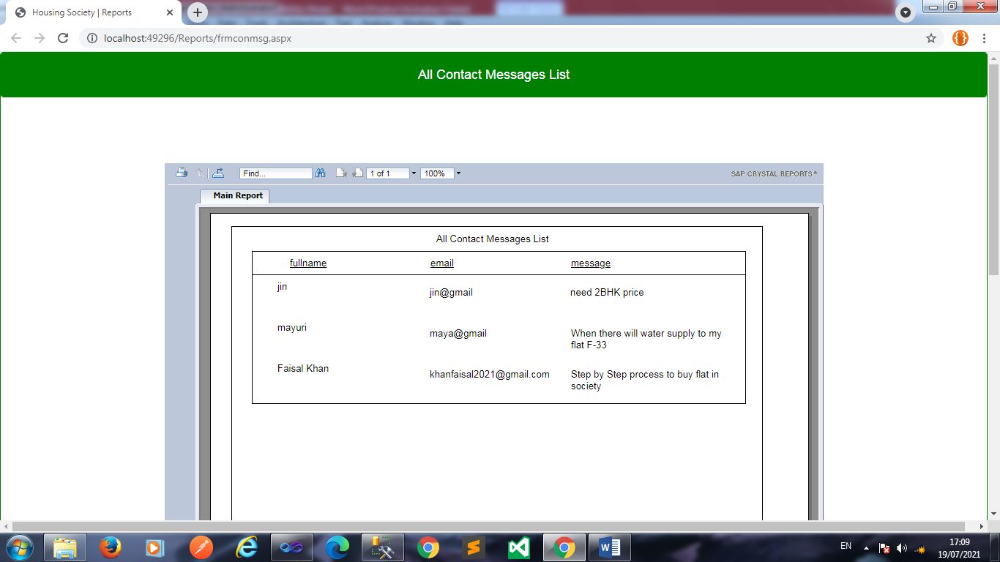 Housing Society | Reports
localhost:49296/Reports/frmconmsg.aspx
All Contact Messages List
Find...
1 of 1
100%
SAP CRYSTAL REPORTS®
Main Report
All Contact Messages List
fullname email message
jin jin@gmail need 2BHK price
mayuri maya@gmail When there will water supply to my
flat F-33
Faisal Khan khanfaisal2021@gmail.com Step by Step process to buy flat in
society
EN
17:09
19/07/2021